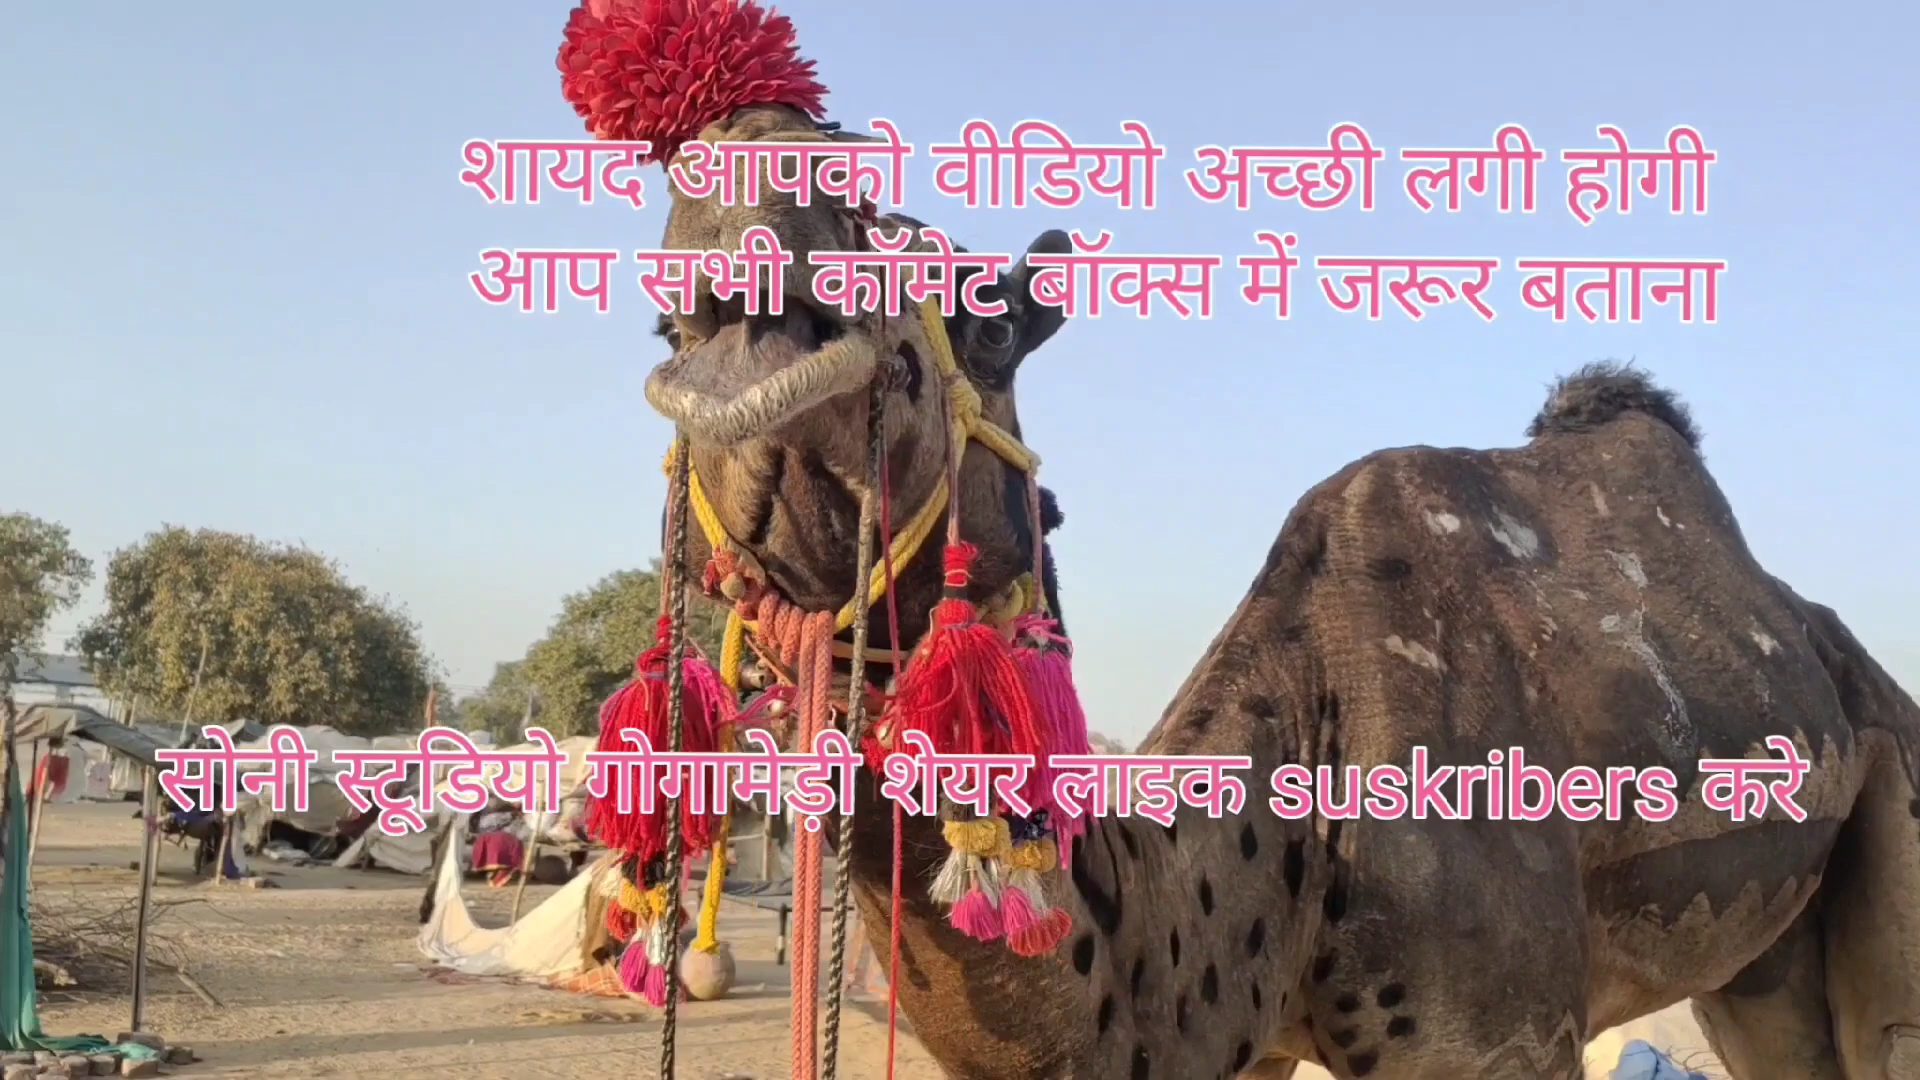 शायद आपको वीडियो अच्छी लगी होगी
आप सभी कॉमेट बॉक्स में जरूर बताना
सोनी स्टूडियो गोगामेड़ी शेयर लाइक suskribers करे